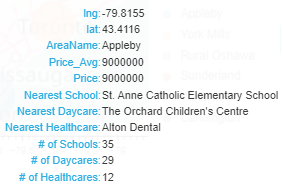 lng: -79.8155
lat: 43.4116
AreaName: Appleby
Price_Avg: 9000000
Price: 9000000
Nearest School: St. Anne Catholic Elementary School
Nearest Daycare: The Orchard Children's Centre
Nearest Healthcare: Alton Dental
# of Schools: 35
# of Daycares: 29
# of Healthcares: 12
Appleby
York Mills
Rural Oshawa
Sunderland